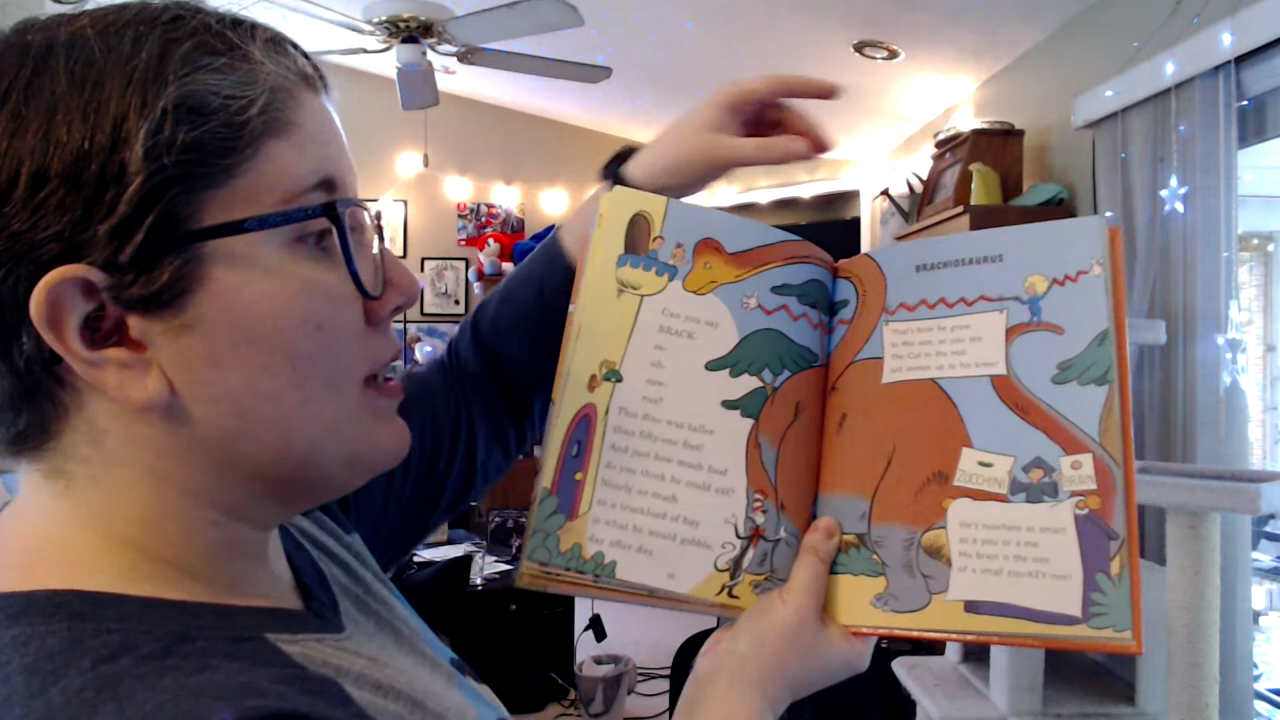 Can you say
BRACK-
ee-
uh-
saw-
rus?
This dino was taller
than fifty-one feet!
And just how much food
do you think he could eat?
Nearly as much
as a truckload of hay
is what he would gobble,
day after day.
BRACHIOSAURUS
That's how he grew
to this size, as you see.
The Cat in the Hat
just comes up to his knee!
ZUCCHINI
BRAIN
He's nowhere as smart
as a you or a me.
His brain is the size
of a small zoo-KEY-nee!